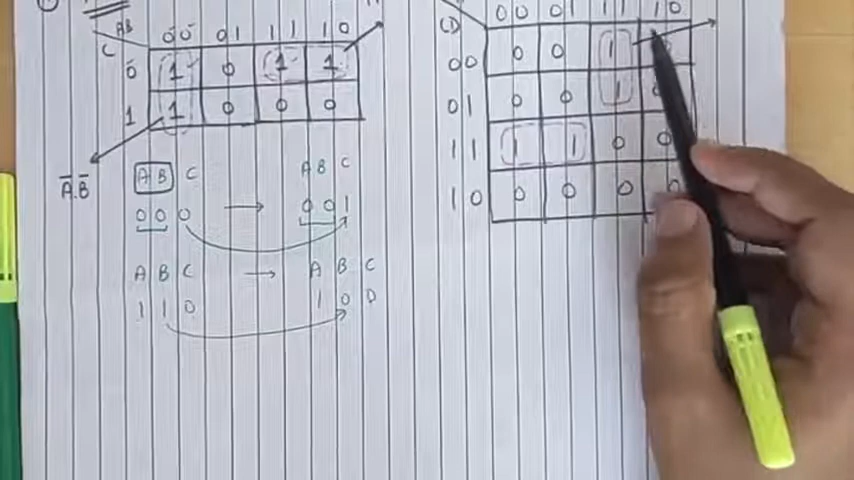 AB
C
00 01 11 10
0 1 0 1 1
1 1 0 0 0
A̅.B̅
A B C
0 0 0 → 0 0 1
A B C → A B C
1 1 0 1 0 0
CD
00 01 11 10
00 0 0 1
01 0 0 1 0
11 1 1 0 0
10 0 0 0 0